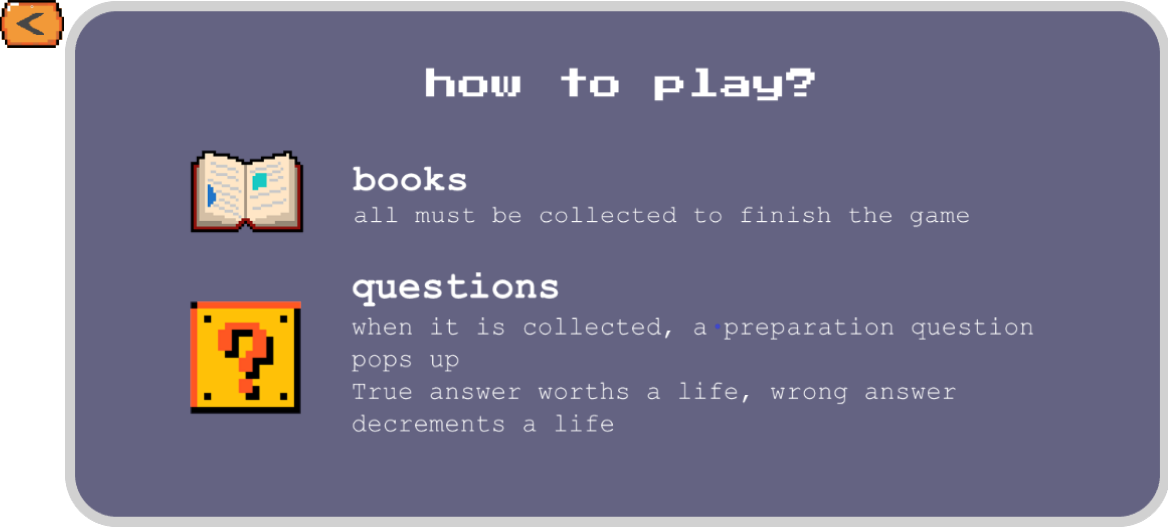 how to play?
books
all must be collected to finish the game
questions
when it is collected, a preparation question
pops up
True answer worths a life, wrong answer
decrements a life